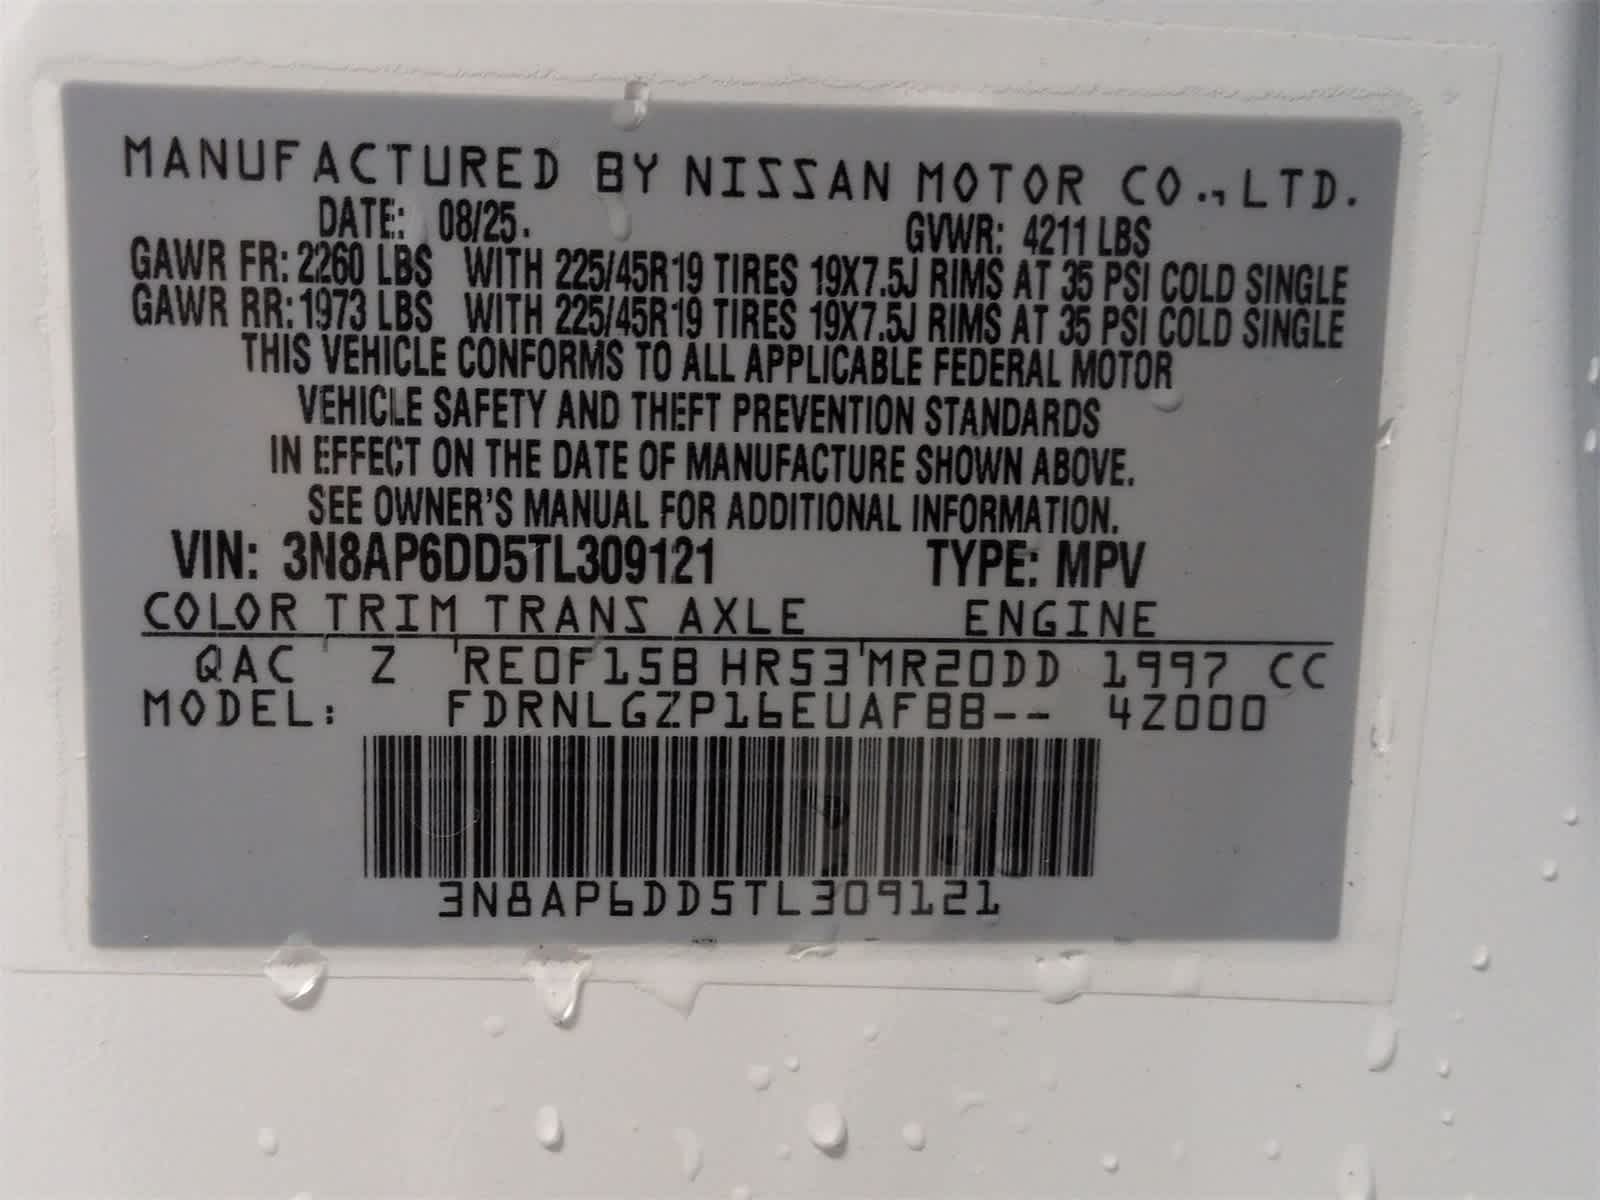 MANUFACTURED BY NISSAN MOTOR CO., LTD.
DATE: 08/25. GVWR: 4211 LBS
GAWR FR: 2260 LBS WITH 225/45R19 TIRES 19X7.5J RIMS AT 35 PSI COLD SINGLE
GAWR RR: 1973 LBS WITH 225/45R19 TIRES 19X7.5J RIMS AT 35 PSI COLD SINGLE
THIS VEHICLE CONFORMS TO ALL APPLICABLE FEDERAL MOTOR
VEHICLE SAFETY AND THEFT PREVENTION STANDARDS
IN EFFECT ON THE DATE OF MANUFACTURE SHOWN ABOVE.
SEE OWNER'S MANUAL FOR ADDITIONAL INFORMATION.
VIN: 3N8AP6DD5TL309121 TYPE: MPV
COLOR TRIM TRANS AXLE ENGINE
QAC Z RE0F15B HR53 MR20DD 1997 CC
MODEL: FDRNLGZP16EUAFBB-- 4Z000
3N8AP6DD5TL309121